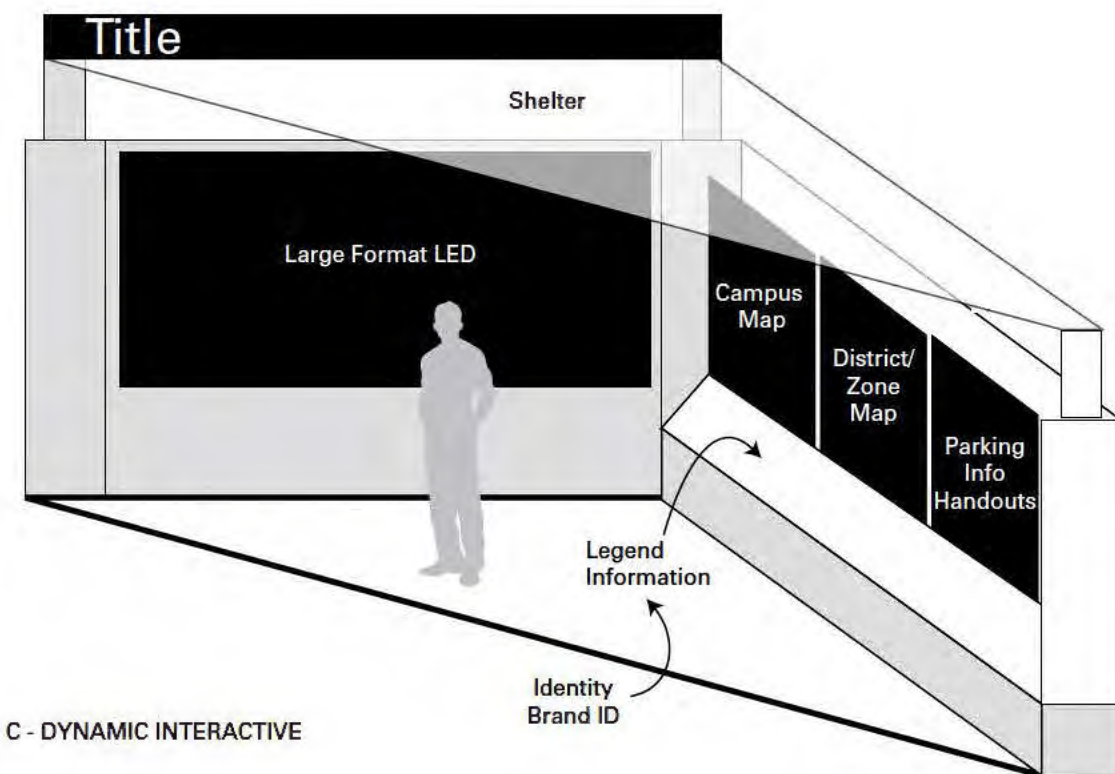 Title
Shelter
Large Format LED
Campus
Map
District/
Zone
Map
Parking
Info
Handouts
Legend
Information
Identity
Brand ID
C - DYNAMIC INTERACTIVE